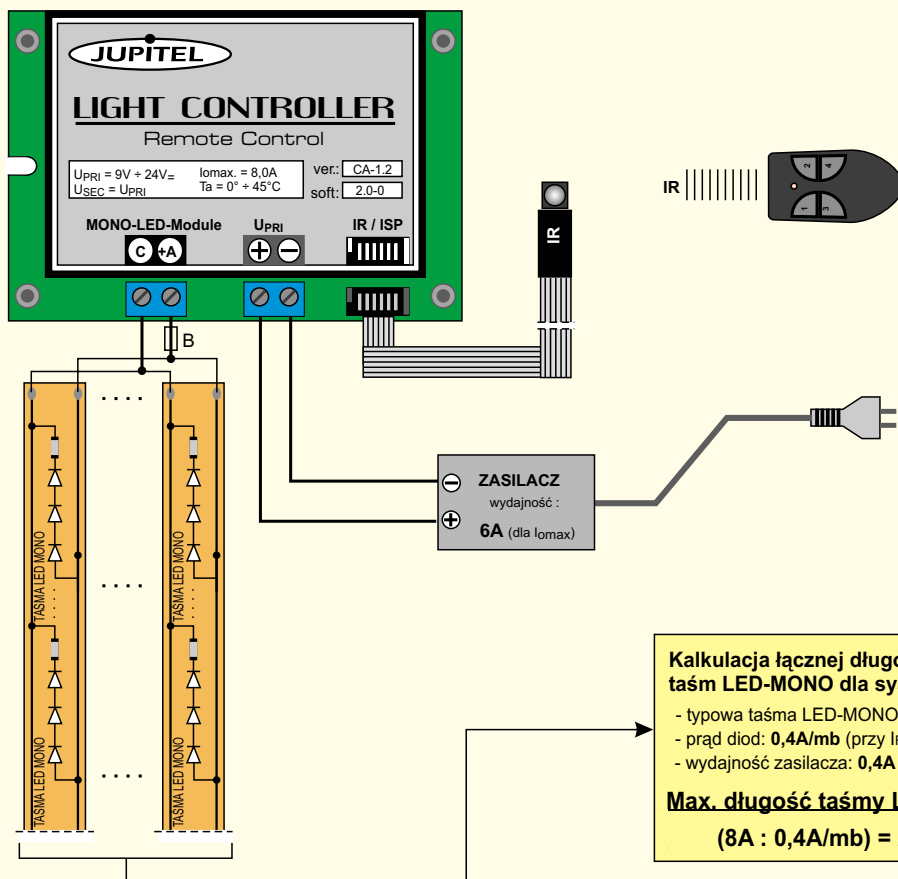 JUPITEL
LIGHT CONTROLLER
Remote Control
UPRI = 9V ÷ 24V=
USEC = UPRI
Iomax. = 8,0A
Ta = 0° ÷ 45°C
ver.: CA-1.2
soft: 2.0-0
MONO-LED-Module
UPRI
IR / ISP
C +A
+ −
IR
IR
2 4
1 3
B
− ZASILACZ
wydajność :
+ 6A (dla Iomax)
TAŚMA LED MONO
TAŚMA LED MONO
TAŚMA LED MONO
TAŚMA LED MONO
Kalkulacja łącznej
taśm LED-MONO dla
- typowa taśma LED-MONO
- prąd diod: 0,4A/mb (przy
- wydajność zasilacza: 0,4A
Max. długość taśmy
(8A : 0,4A/mb) =